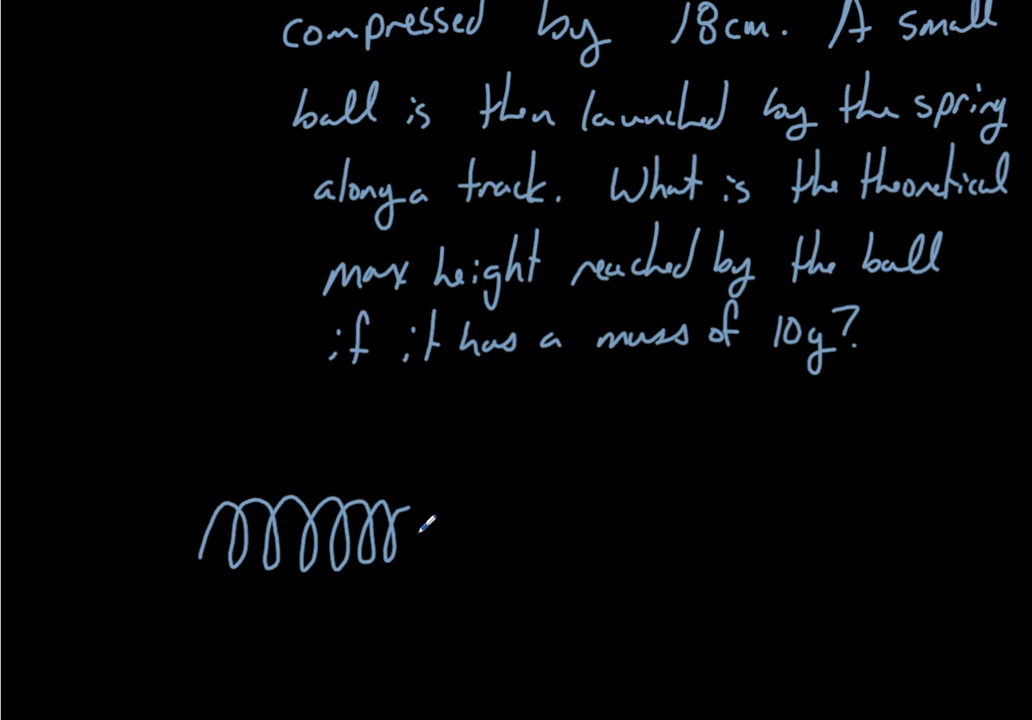 compressed by 18cm. A small
ball is then launched by the spring
along a track. What is the theoretical
max height reached by the ball
if it has a mass of 10g?